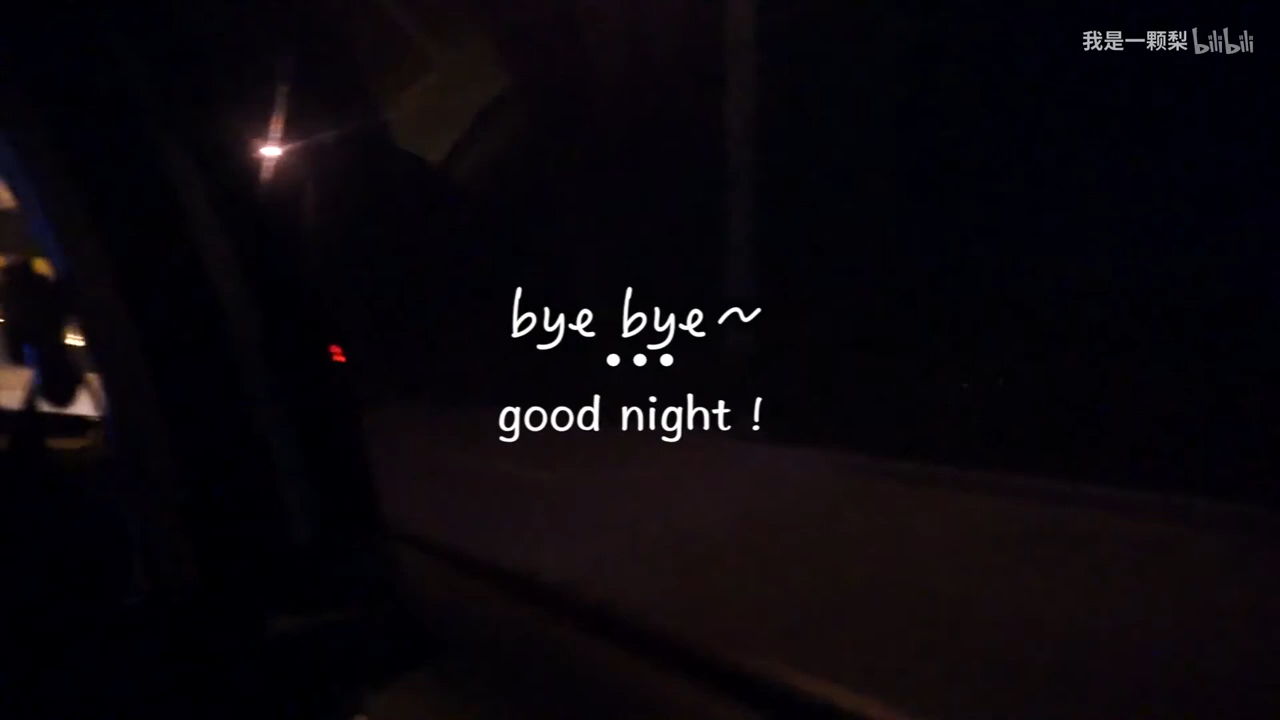 我是一颗梨 bilibili
bye bye~
•••
good night !